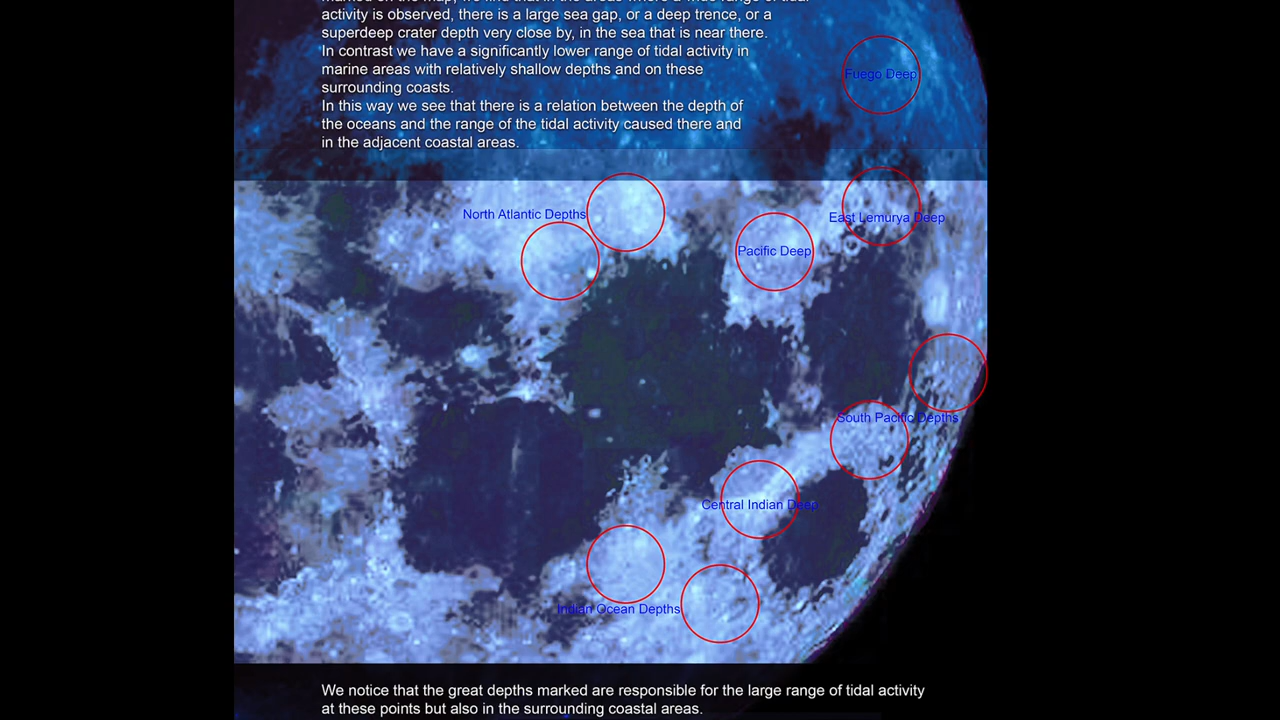 activity is observed, there is a large sea gap, or a deep trence, or a
superdeep crater depth very close by, in the sea that is near there.
In contrast we have a significantly lower range of tidal activity in
marine areas with relatively shallow depths and on these
surrounding coasts.
In this way we see that there is a relation between the depth of
the oceans and the range of the tidal activity caused there and
in the adjacent coastal areas.
Fuego Deep
North Atlantic Depths
East Lemurya Deep
Pacific Deep
South Pacific Depths
Central Indian Deep
Indian Ocean Depths
We notice that the great depths marked are responsible for the large range of tidal activity
at these points but also in the surrounding coastal areas.